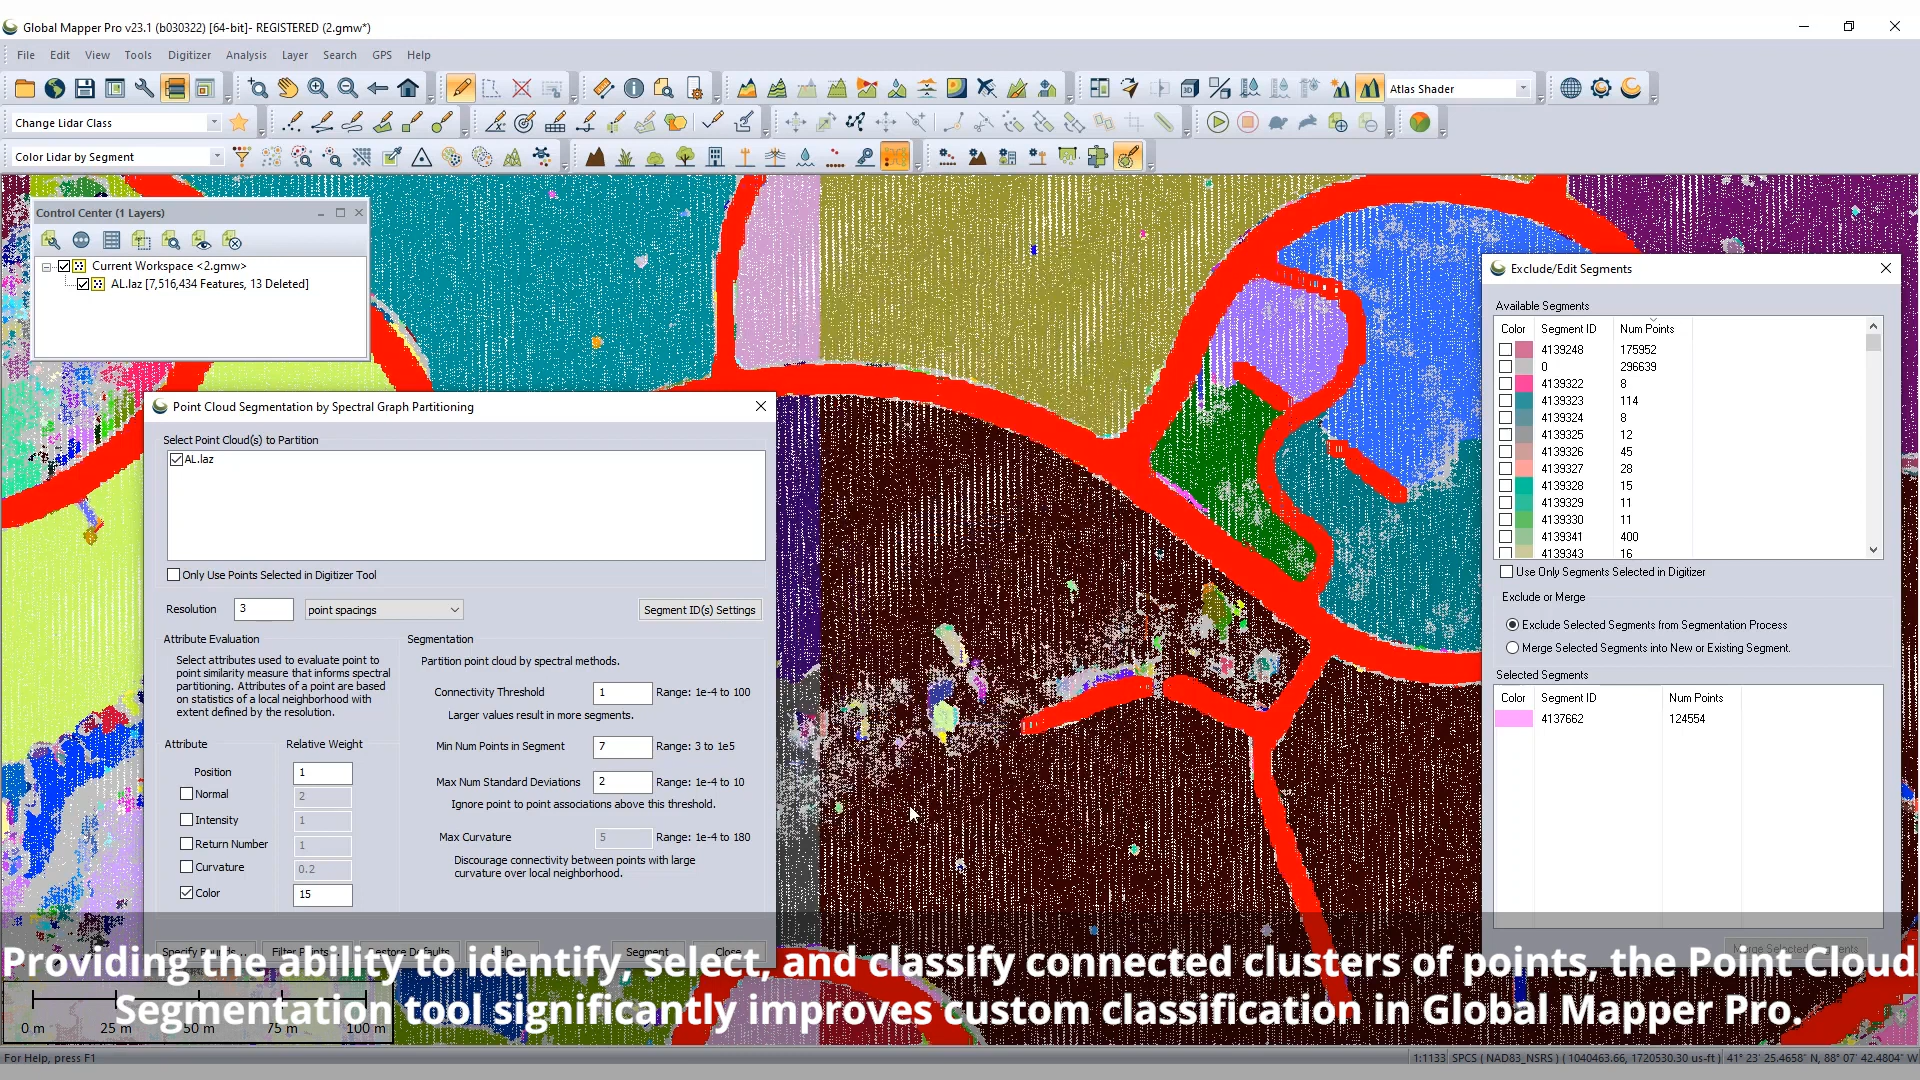 Global Mapper Pro v23.1 (b030322) [64-bit]- REGISTERED (2.gmw*)
File Edit View Tools Digitizer Analysis Layer Search GPS Help
Atlas Shader
Change Lidar Class
Color Lidar by Segment
Control Center (1 Layers)
Current Workspace <2.gmw>
AL.laz [7,516,434 Features, 13 Deleted]
Point Cloud Segmentation by Spectral Graph Partitioning
Select Point Cloud(s) to Partition
AL.laz
Only Use Points Selected in Digitizer Tool
Resolution 3 point spacings Segment ID(s) Settings
Attribute Evaluation
Select attributes used to evaluate point to
point similarity measure that informs spectral
partitioning. Attributes of a point are based
on statistics of a local neighborhood with
extent defined by the resolution.
Attribute Relative Weight
Position 1
Normal 2
Intensity 1
Return Number 1
Curvature 0.2
Color 15
Segmentation
Partition point cloud by spectral methods.
Connectivity Threshold 1 Range: 1e-4 to 100
Larger values result in more segments.
Min Num Points in Segment 7 Range: 3 to 1e5
Max Num Standard Deviations 2 Range: 1e-4 to 10
Ignore point to point associations above this threshold.
Max Curvature 5 Range: 1e-4 to 180
Discourage connectivity between points with large
curvature over local neighborhood.
Specify Bounds... Filter Points... Restore Defaults Help Segment Close
Exclude/Edit Segments
Available Segments
Color Segment ID Num Points
4139248 175952
0 296639
4139322 8
4139323 114
4139324 8
4139325 12
4139326 45
4139327 28
4139328 15
4139329 11
4139330 11
4139341 400
4139343 16
Use Only Segments Selected in Digitizer
Exclude or Merge
Exclude Selected Segments from Segmentation Process
Merge Selected Segments into New or Existing Segment.
Selected Segments
Color Segment ID Num Points
4137662 124554
Merge Selected Segments
Providing the ability to identify, select, and classify connected clusters of points, the Point Cloud
Segmentation tool significantly improves custom classification in Global Mapper Pro.
0 m 25 m 50 m 75 m 100 m
For Help, press F1
1:1133 SPCS ( NAD83_NSRS ) ( 1040463.66, 1720530.30 us-ft ) 41° 23' 25.4658" N, 88° 07' 42.4804" W